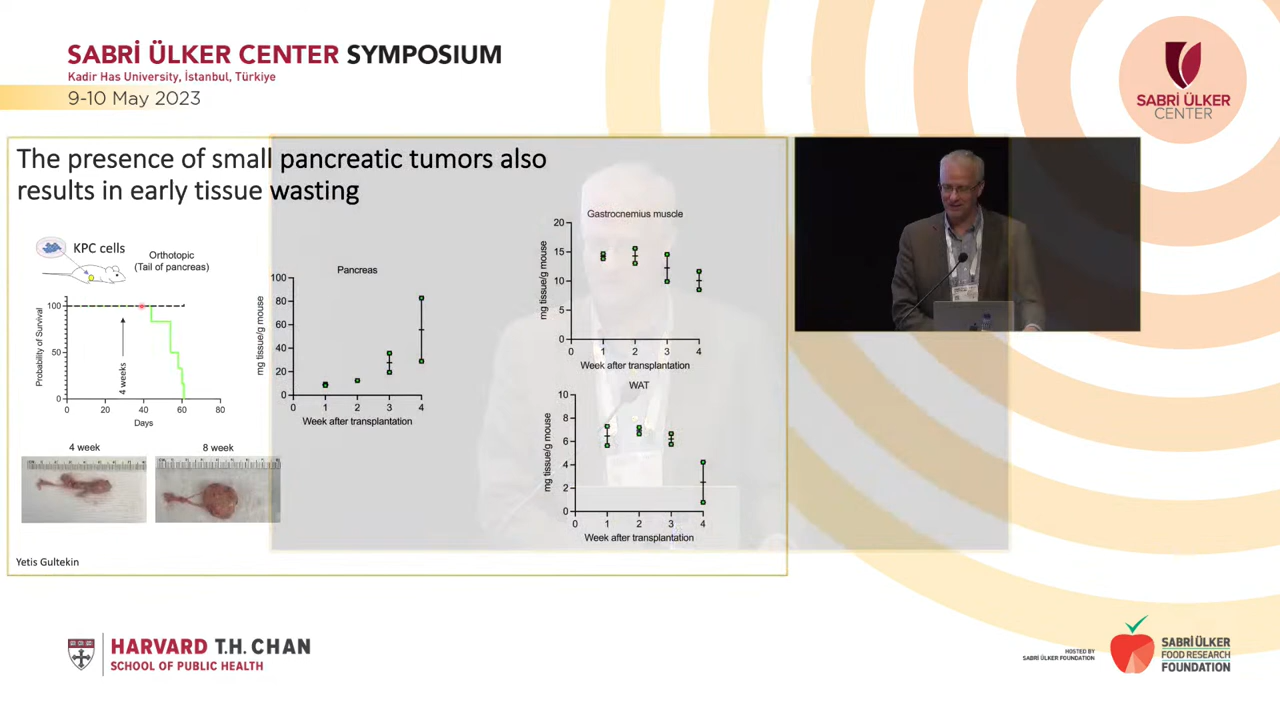 SABRİ ÜLKER CENTER SYMPOSIUM
Kadir Has University, İstanbul, Türkiye
9-10 May 2023
SABRİ ÜLKER
CENTER
The presence of small pancreatic tumors also
results in early tissue wasting
KPC cells
Orthotopic
(Tail of pancreas)
Probability of Survival
100
50
0
4 weeks
0 20 40 60 80
Days
4 week
8 week
Yetis Gultekin
Pancreas
mg tissue/g mouse
100
80
60
40
20
0
0 1 2 3 4
Week after transplantation
Gastrocnemius muscle
mg tissue/g mouse
20
15
10
5
0
0 1 2 3 4
Week after transplantation
WAT
mg tissue/g mouse
10
8
6
4
2
0
0 1 2 3 4
Week after transplantation
HARVARD T.H. CHAN
SCHOOL OF PUBLIC HEALTH
HOSTED BY
SABRİ ÜLKER FOUNDATION
SABRİ ÜLKER
FOOD RESEARCH
FOUNDATION